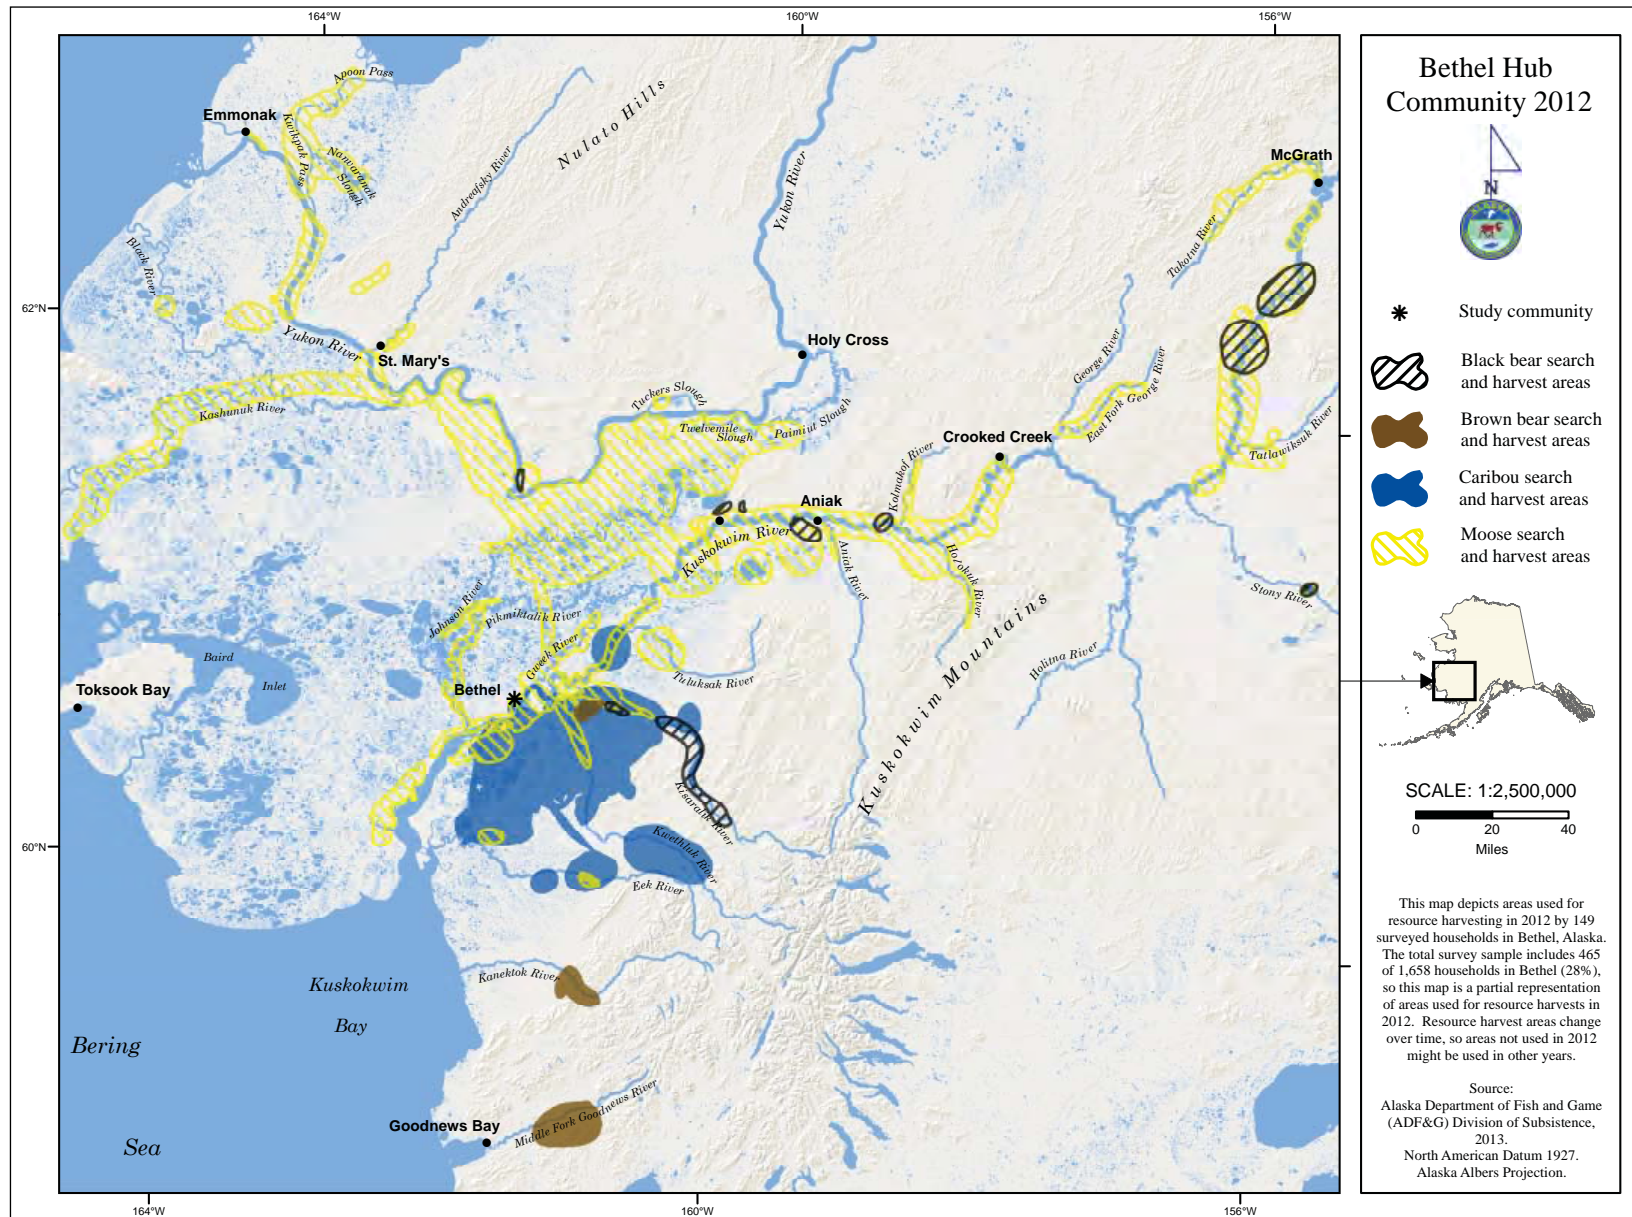 164°W
160°W
156°W
62°N
60°N
164°W
160°W
156°W
Apoon Pass
Emmonak
Kwikpak Pass
Nanvaranak
Slough
Nulato Hills
Andreafsky River
Yukon River
McGrath
Takotna River
Black River
Yukon River
St. Mary's
Holy Cross
George River
East Fork George River
Kashunuk River
Tuckers Slough
Twelvemile
Slough
Paimiut Slough
Crooked Creek
Tatlawiksuk River
Kolmakof River
Aniak
Kuskokwim River
Aniak River
Holokuk River
Stony River
Johnson River
Pikmiktalik River
Gweek River
Kuskokwim Mountains
Holitna River
Baird
Inlet
Toksook Bay
Bethel
Tuluksak River
Kisaralik River
Kwethluk River
Eek River
Kanektok River
Kuskokwim
Bay
Bering
Sea
Goodnews Bay
Middle Fork Goodnews River
Bethel Hub
Community 2012
N
ALASKA
Study community
Black bear search
and harvest areas
Brown bear search
and harvest areas
Caribou search
and harvest areas
Moose search
and harvest areas
SCALE: 1:2,500,000
0 20 40
Miles
This map depicts areas used for
resource harvesting in 2012 by 149
surveyed households in Bethel, Alaska.
The total survey sample includes 465
of 1,658 households in Bethel (28%),
so this map is a partial representation
of areas used for resource harvests in
2012. Resource harvest areas change
over time, so areas not used in 2012
might be used in other years.
Source:
Alaska Department of Fish and Game
(ADF&G) Division of Subsistence,
2013.
North American Datum 1927.
Alaska Albers Projection.